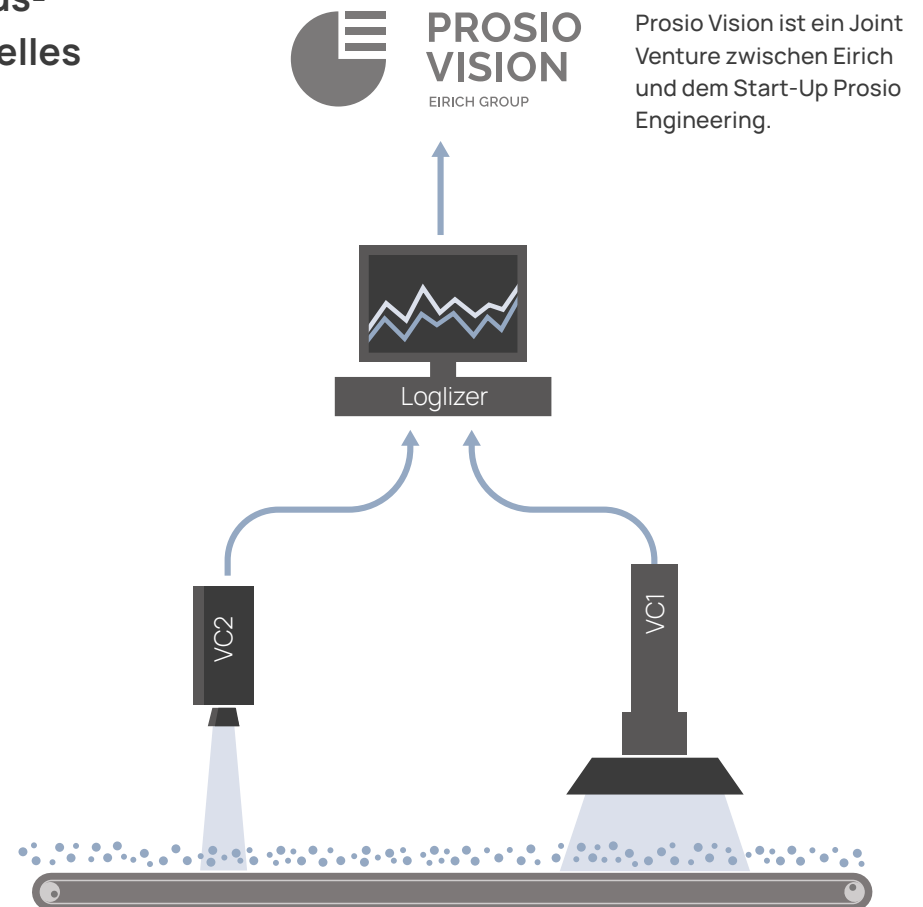 us-
elles
PROSIO
VISION
EIRICH GROUP
Prosio Vision ist ein Joint
Venture zwischen Eirich
und dem Start-Up Prosio
Engineering.
Loglizer
VC2
VC1